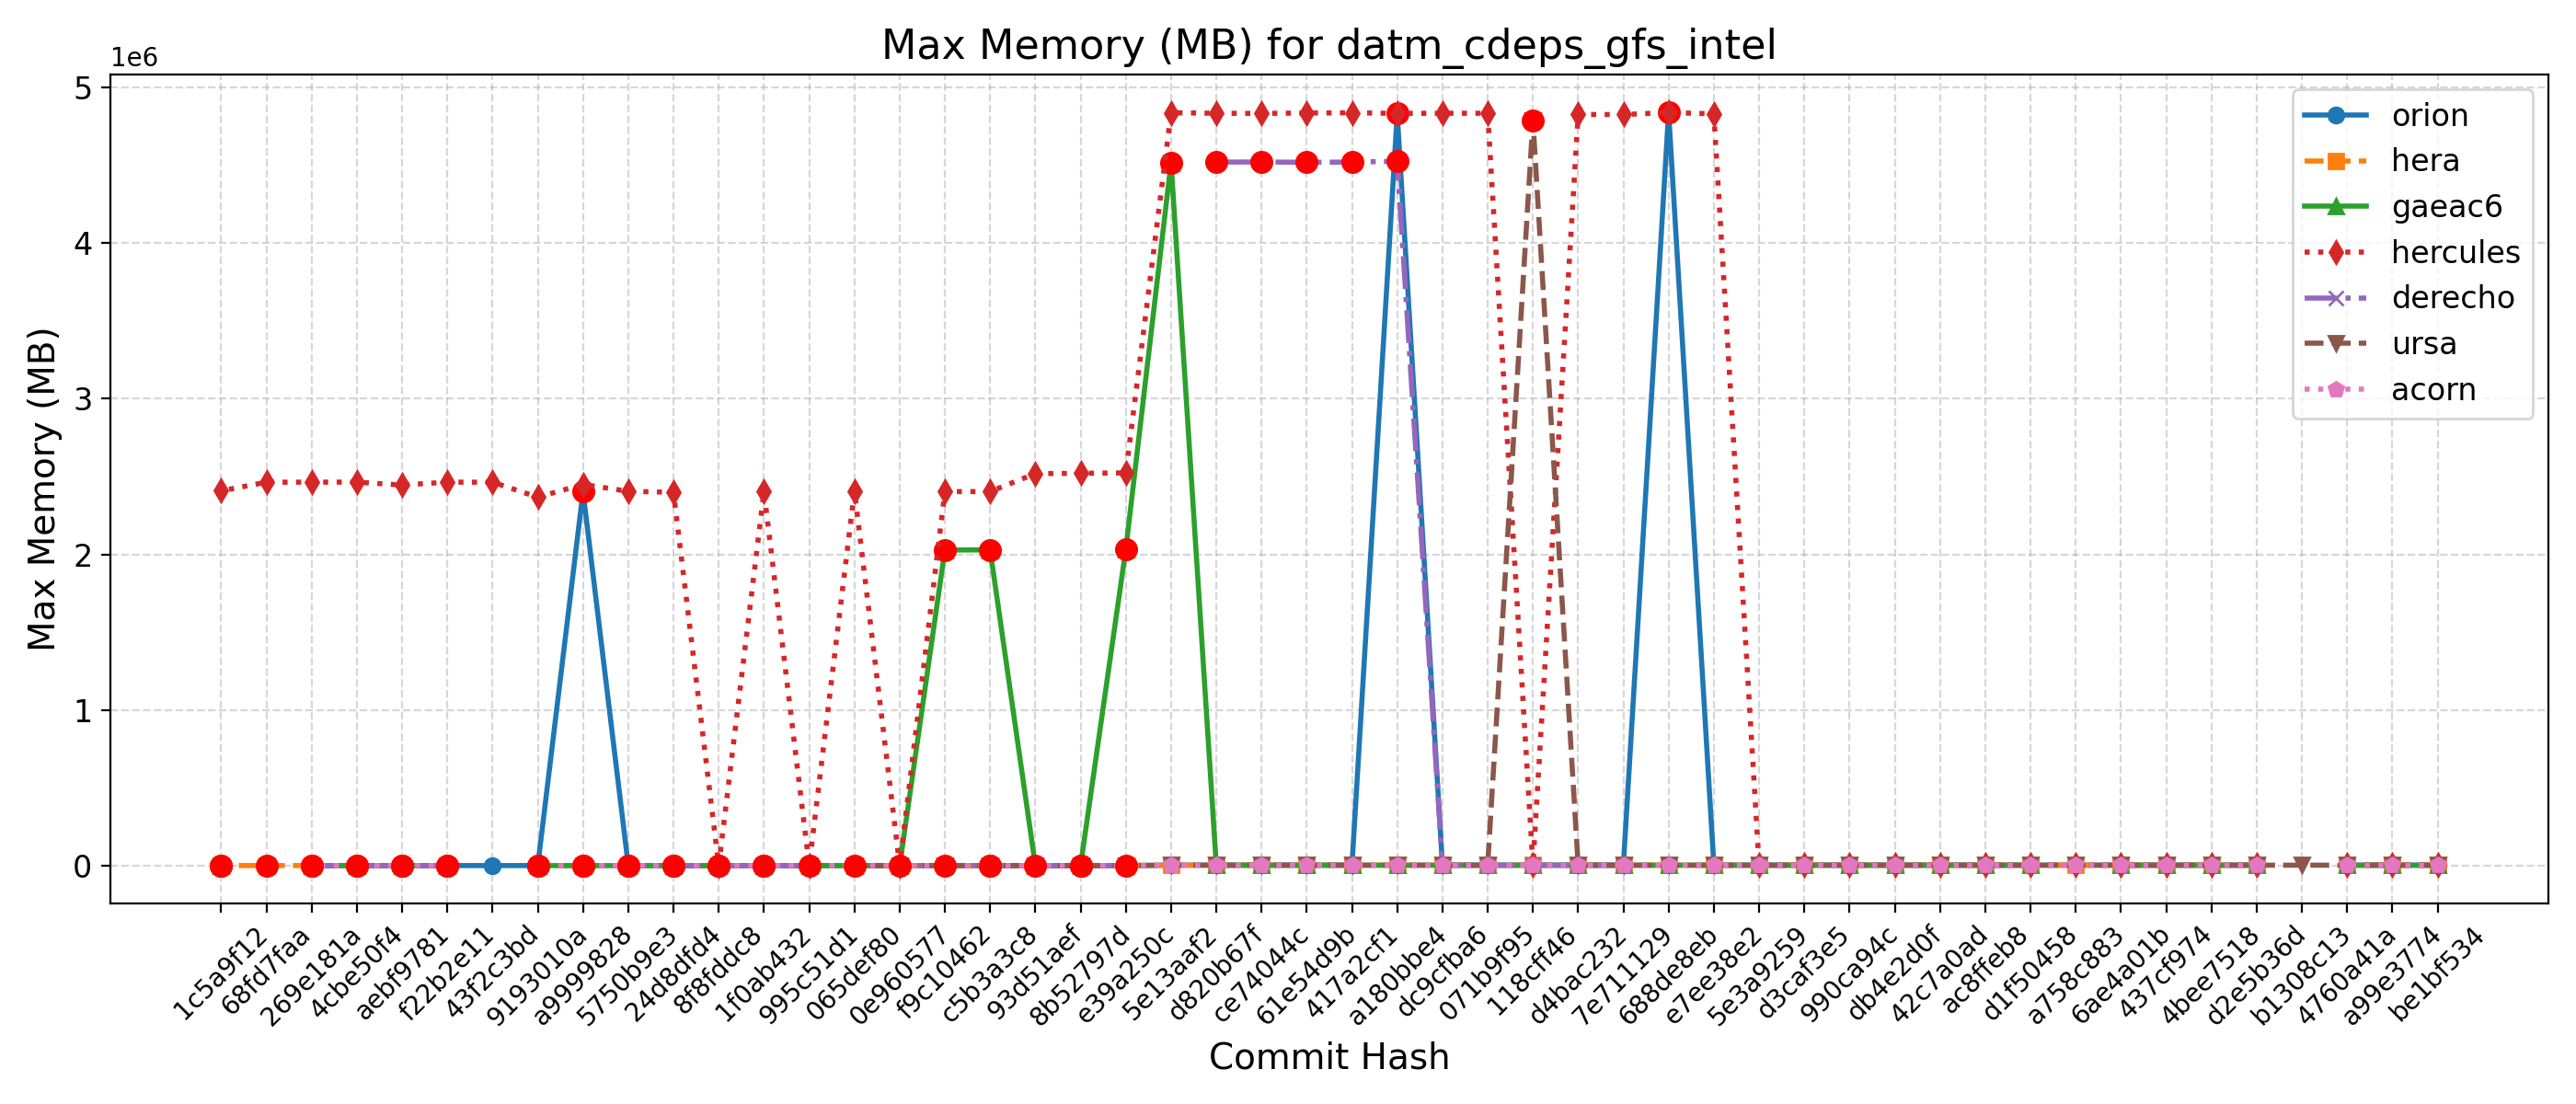 Max Memory (MB) for datm_cdeps_gfs_intel
1e6
5
4
3
2
1
0
Max Memory (MB)
orion
hera
gaeac6
hercules
derecho
ursa
acorn
1c5a9f12
68fd7faa
269e181a
4cbe50f4
aebf9781
f22b2e11
43f2c3bd
9193010a
a9999828
5750b9e3
24d8dfd4
8f8fddc8
1f0ab432
995c51d1
065def80
0e960577
f9c10462
c5b3a3c8
93d51aef
8b52797d
e39a250c
5e13aaf2
d820b67f
ce74044c
61e54d9b
417a2cf1
a180bbe4
dc9cfba6
071b9f95
118cff46
d4bac232
7e711129
688de8eb
e7ee38e2
5e3a9259
d3caf3e5
990ca94c
db4e2d0f
42c7a0ad
ac8ffeb8
d1f50458
a758c883
6ae4a01b
437cf974
4bee7518
d2e5b36d
b1308c13
4760a41a
a99e3774
be1bf534
Commit Hash